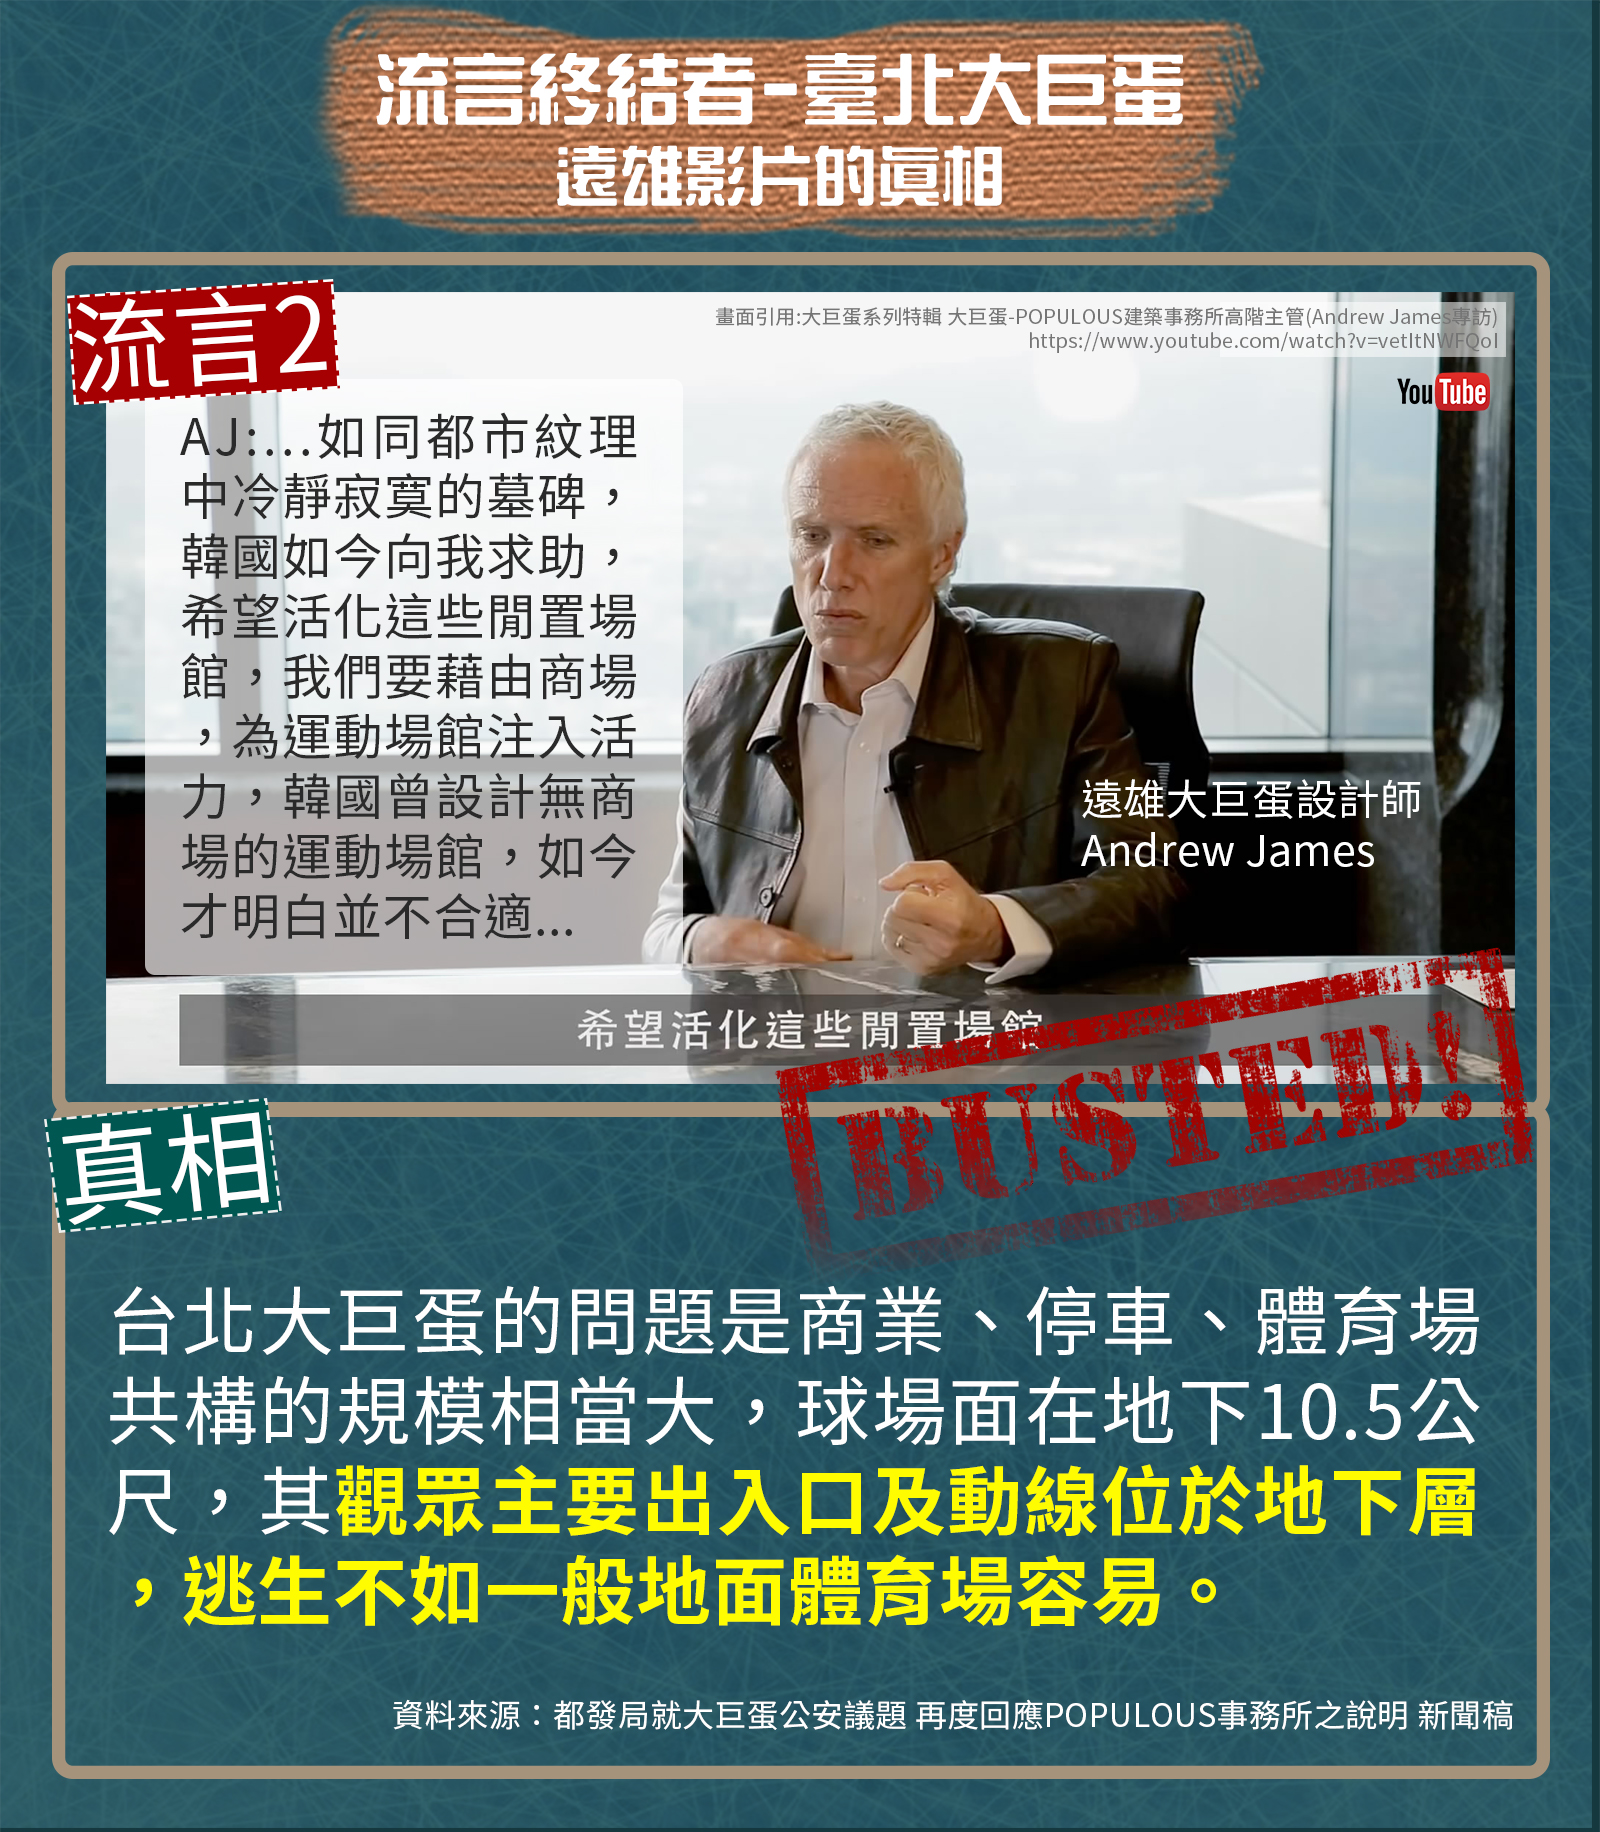 流言終結者-臺北大巨蛋
遠雄影片的真相
流言2
畫面引用:大巨蛋系列特輯 大巨蛋-POPULOUS建築事務所高階主管(Andrew James專訪)
https://www.youtube.com/watch?v=vetItNWFQoI
YouTube
AJ:...如同都市紋理
中冷靜寂寞的墓碑，
韓國如今向我求助，
希望活化這些閒置場
館，我們要藉由商場
，為運動場館注入活
力，韓國曾設計無商
場的運動場館，如今
才明白並不合適...
遠雄大巨蛋設計師
Andrew James
希望活化這些閒置場館
BUSTED!
真相
台北大巨蛋的問題是商業、停車、體育場
共構的規模相當大，球場面在地下10.5公
尺，其觀眾主要出入口及動線位於地下層
，逃生不如一般地面體育場容易。
資料來源：都發局就大巨蛋公安議題 再度回應POPULOUS事務所之說明 新聞稿